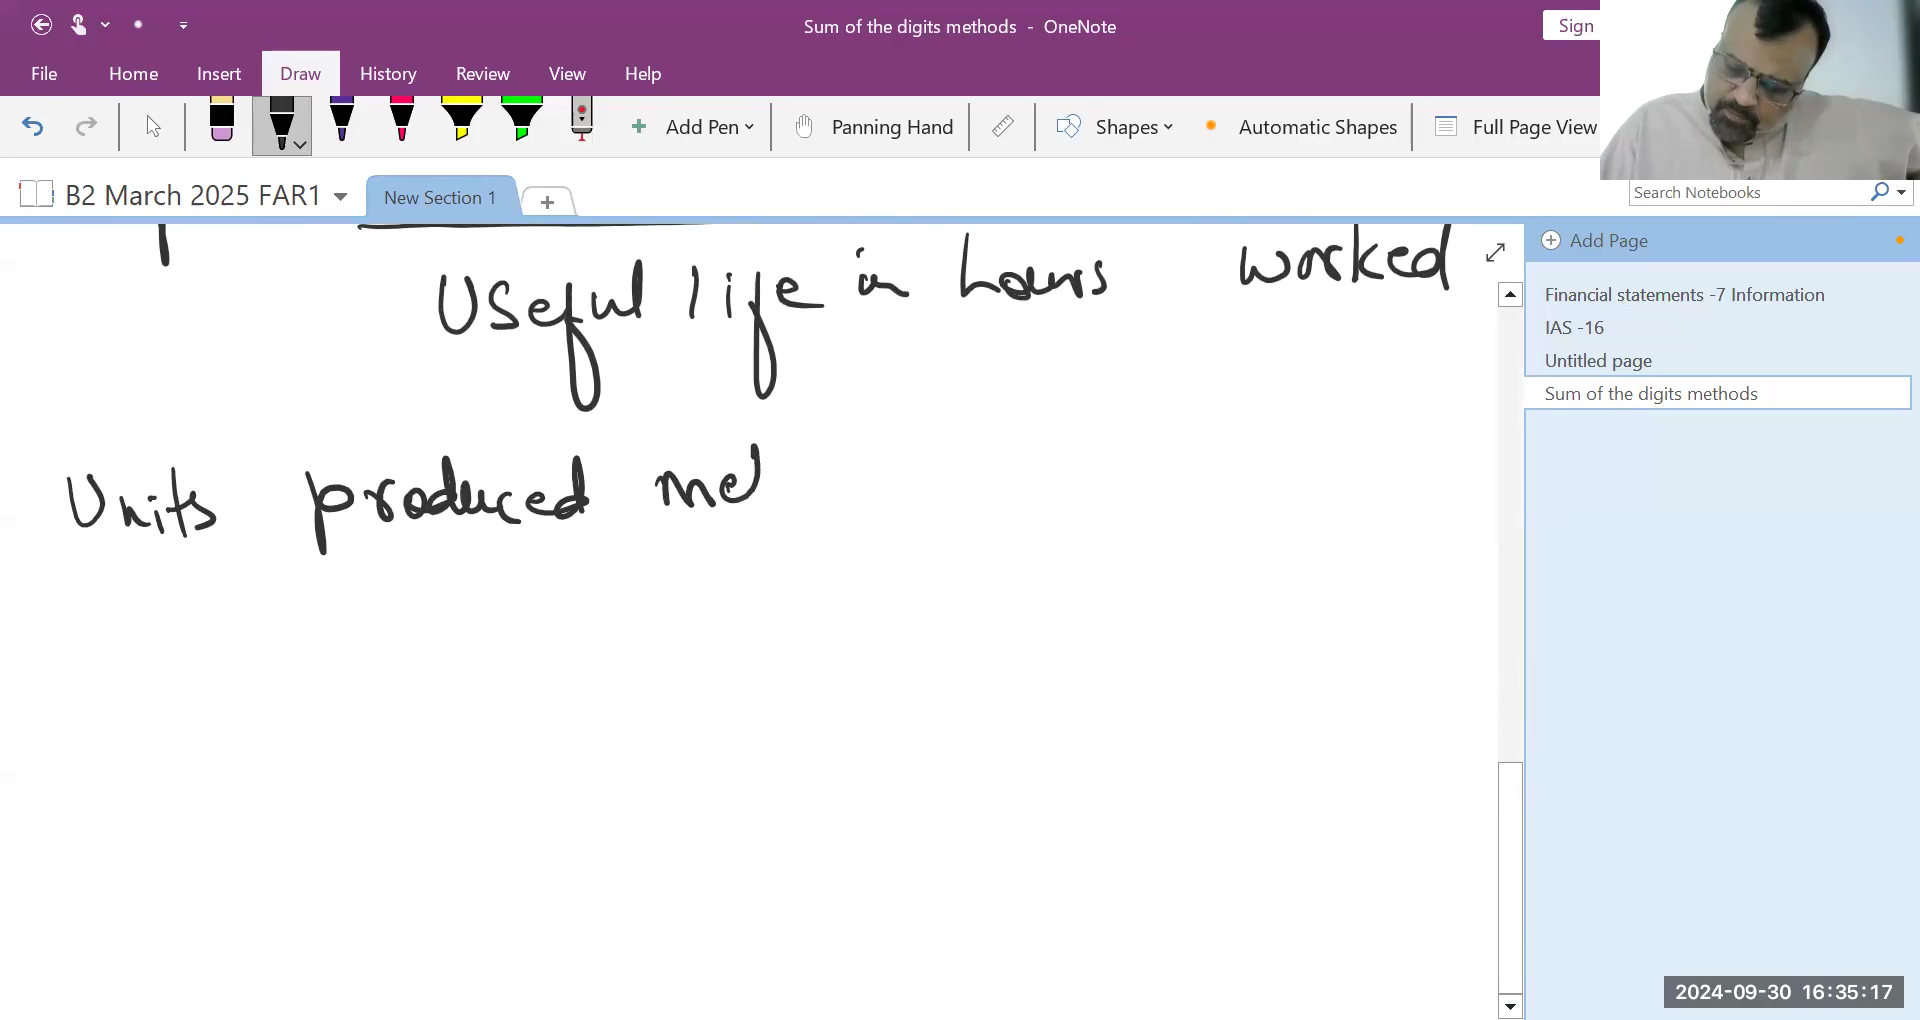 Sum of the digits methods - OneNote
Sign
File Home Insert Draw History Review View Help
Add Pen Panning Hand Shapes Automatic Shapes Full Page View
B2 March 2025 FAR1 New Section 1
Search Notebooks
Add Page
Financial statements -7 Information
IAS -16
Untitled page
Sum of the digits methods
Useful life in hours worked
Units produced me
2024-09-30 16:35:17